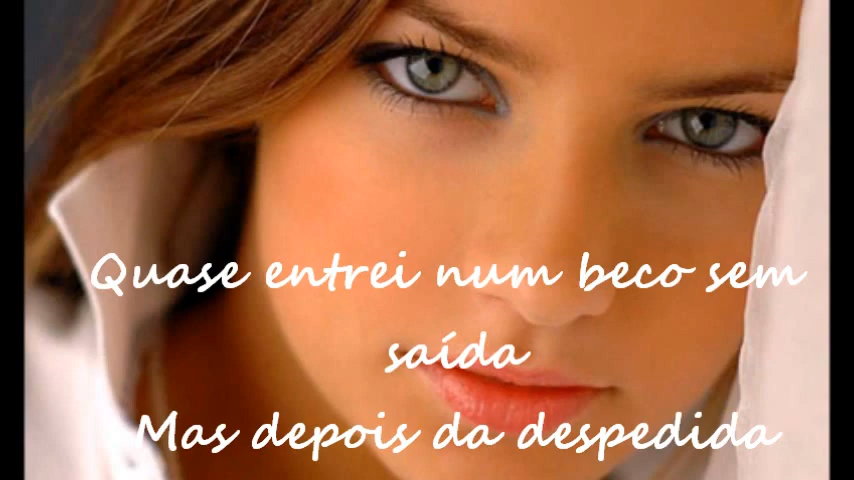 Quase entrei num beco sem
saída
Mas depois da despedida